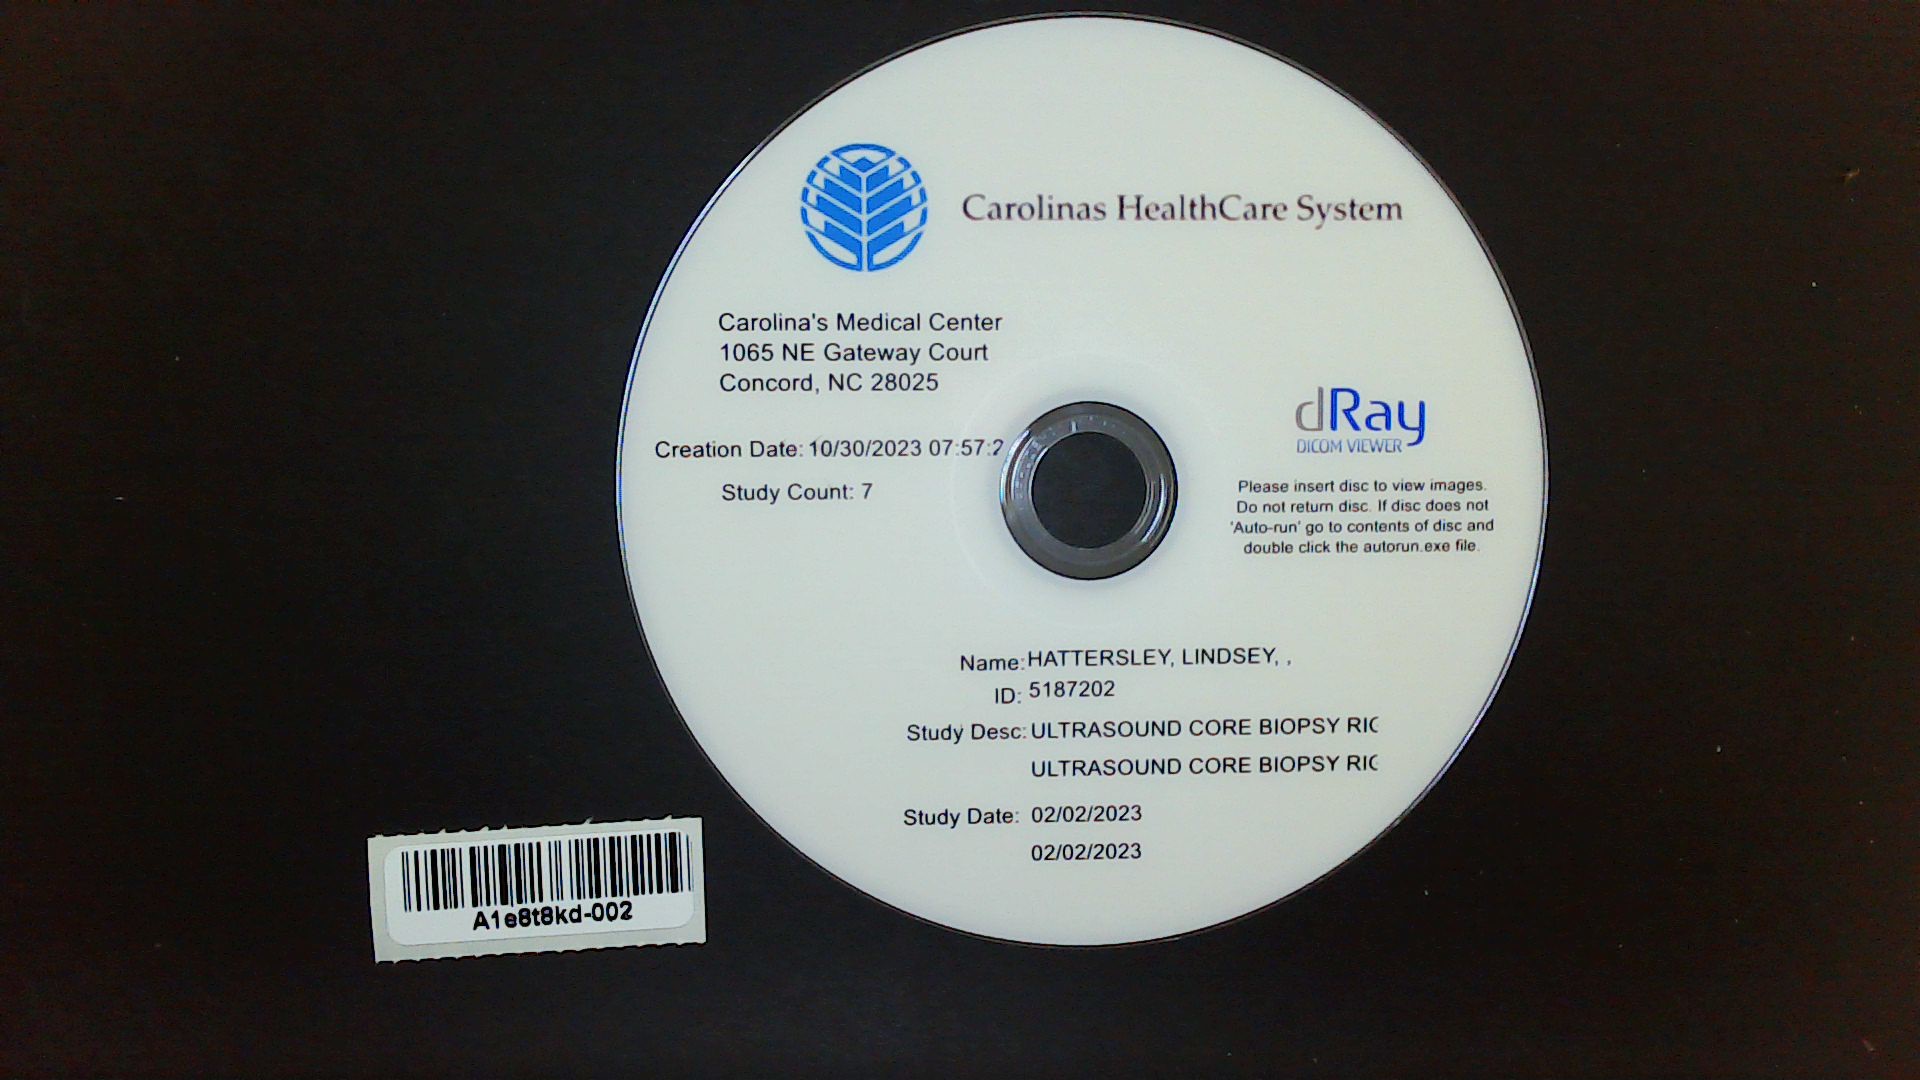 Carolinas HealthCare System
Carolina's Medical Center
1065 NE Gateway Court
Concord, NC 28025
Creation Date: 10/30/2023 07:57:2
Study Count: 7
dRay
DICOM VIEWER
Please insert disc to view images.
Do not return disc. If disc does not
'Auto-run' go to contents of disc and
double click the autorun.exe file.
Name: HATTERSLEY, LINDSEY, ,
ID: 5187202
Study Desc: ULTRASOUND CORE BIOPSY RIG
ULTRASOUND CORE BIOPSY RIG
Study Date: 02/02/2023
02/02/2023
A1e8t8kd-002